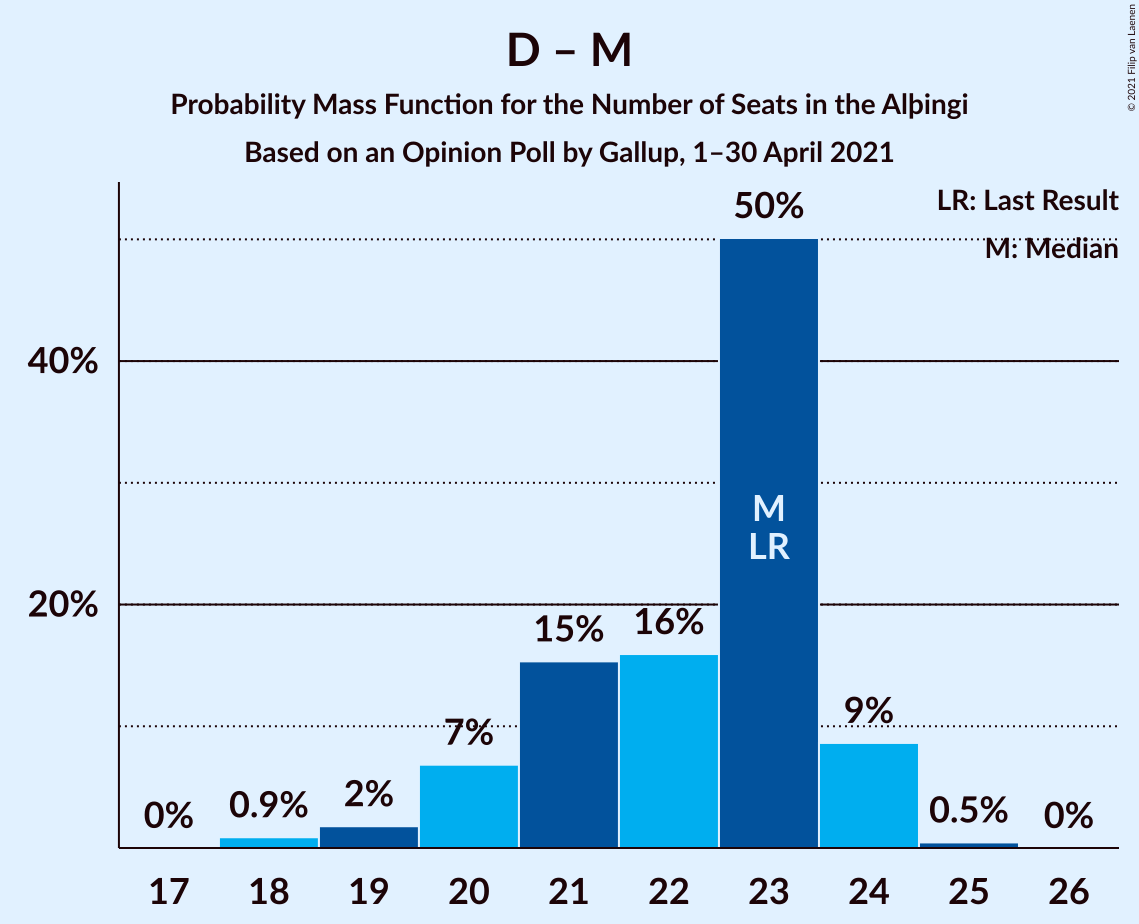 D – M
Probability Mass Function for the Number of Seats in the Alþingi
Based on an Opinion Poll by Gallup, 1–30 April 2021
© 2021 Filip van Laenen
LR: Last Result
M: Median
40%
20%
0%
0.9%
2%
7%
15%
16%
50%
M
LR
9%
0.5%
0%
17 18 19 20 21 22 23 24 25 26